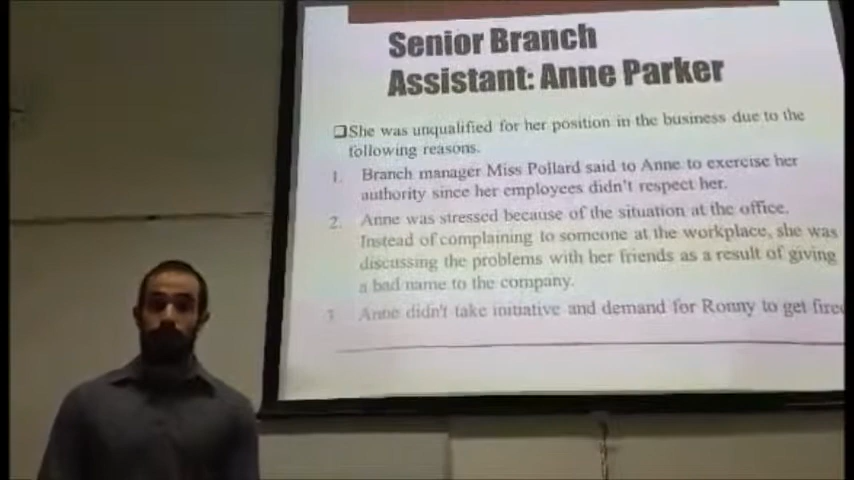 Senior Branch
Assistant: Anne Parker
❑She was unqualified for her position in the business due to the
following reasons.
1. Branch manager Miss Pollard said to Anne to exercise her
authority since her employees didn't respect her.
2. Anne was stressed because of the situation at the office.
Instead of complaining to someone at the workplace, she was
discussing the problems with her friends as a result of giving
a bad name to the company.
3. Anne didn't take initiative and demand for Ronny to get fired